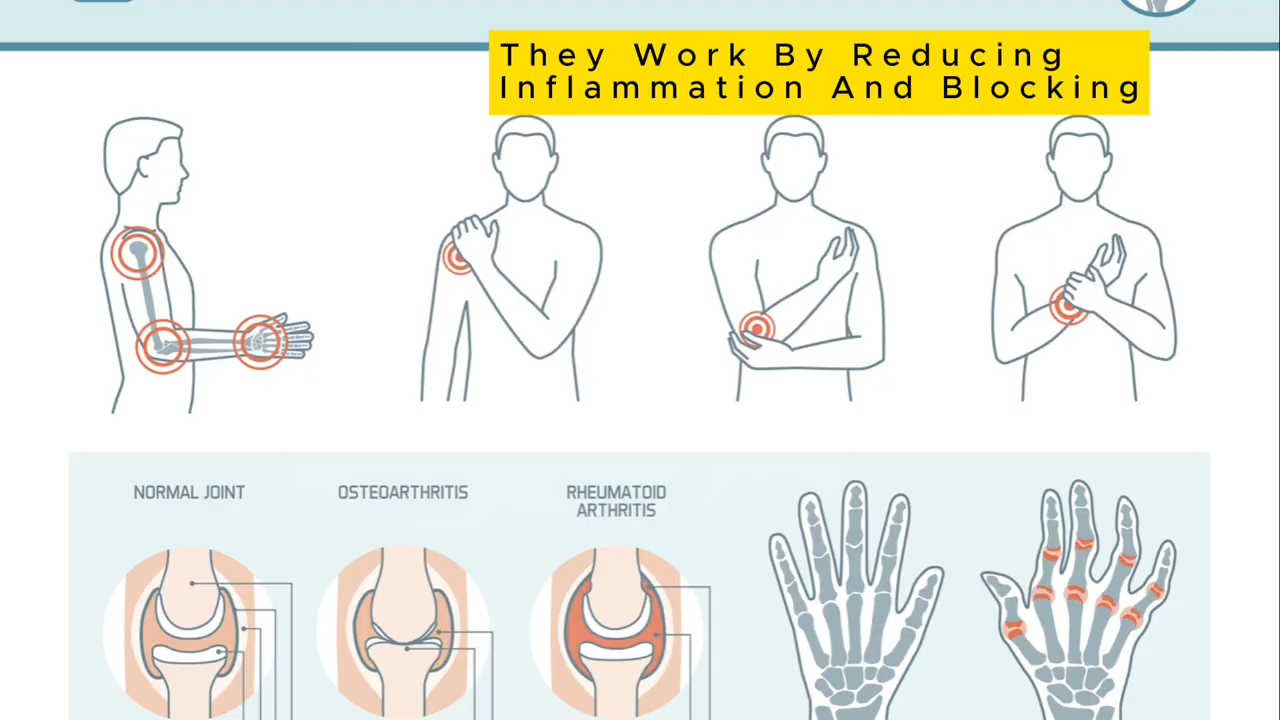 They Work By Reducing
Inflammation And Blocking
NORMAL JOINT
OSTEOARTHRITIS
RHEUMATOID
ARTHRITIS